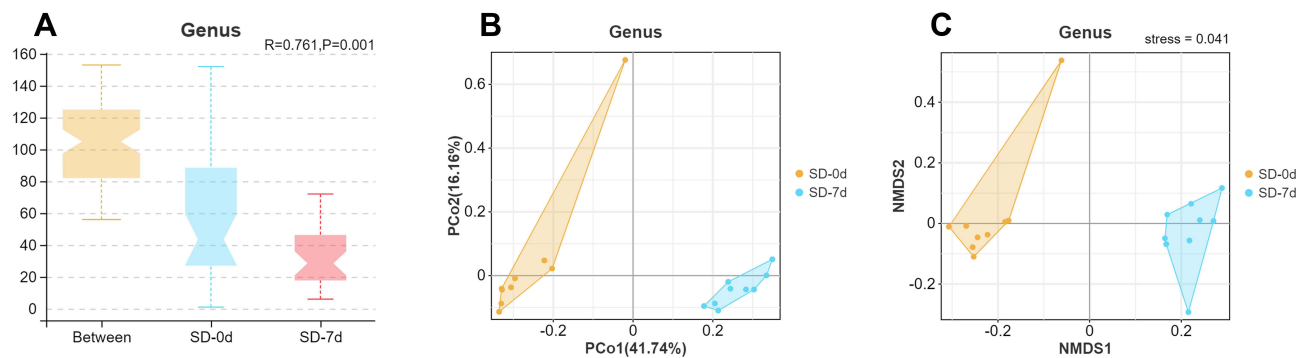 A
Genus
R=0.761,P=0.001
160
140
120
100
80
60
40
20
0
Between
SD-0d
SD-7d
B
Genus
PCo2(16.16%)
0.6
0.4
0.2
0
-0.2
0
0.2
PCo1(41.74%)
SD-0d
SD-7d
C
Genus
stress = 0.041
NMDS2
0.4
0.2
0
-0.2
-0.2
0
0.2
NMDS1
SD-0d
SD-7d